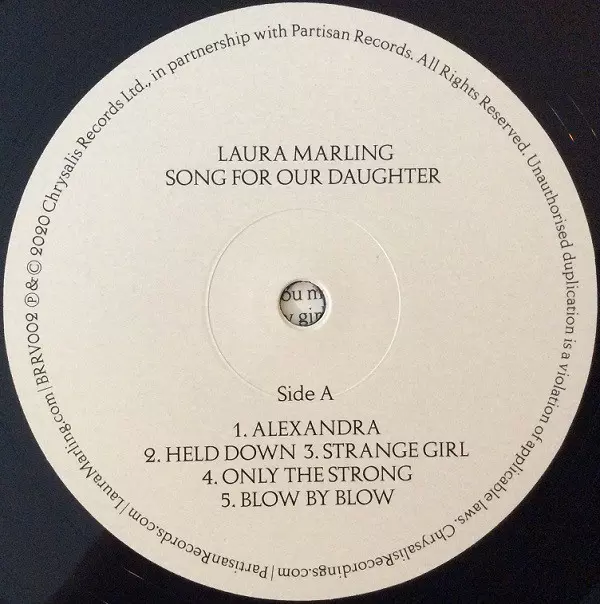 LAURA MARLING
SONG FOR OUR DAUGHTER
Side A
1. ALEXANDRA
2. HELD DOWN 3. STRANGE GIRL
4. ONLY THE STRONG
5. BLOW BY BLOW
BRRV002 ℗ & © 2020 Chrysalis Records Ltd., in partnership with Partisan Records. All Rights Reserved. Unauthorised duplication is a violation of applicable laws. ChrysalisRecordings.com | PartisanRecords.com | LauraMarling.com |